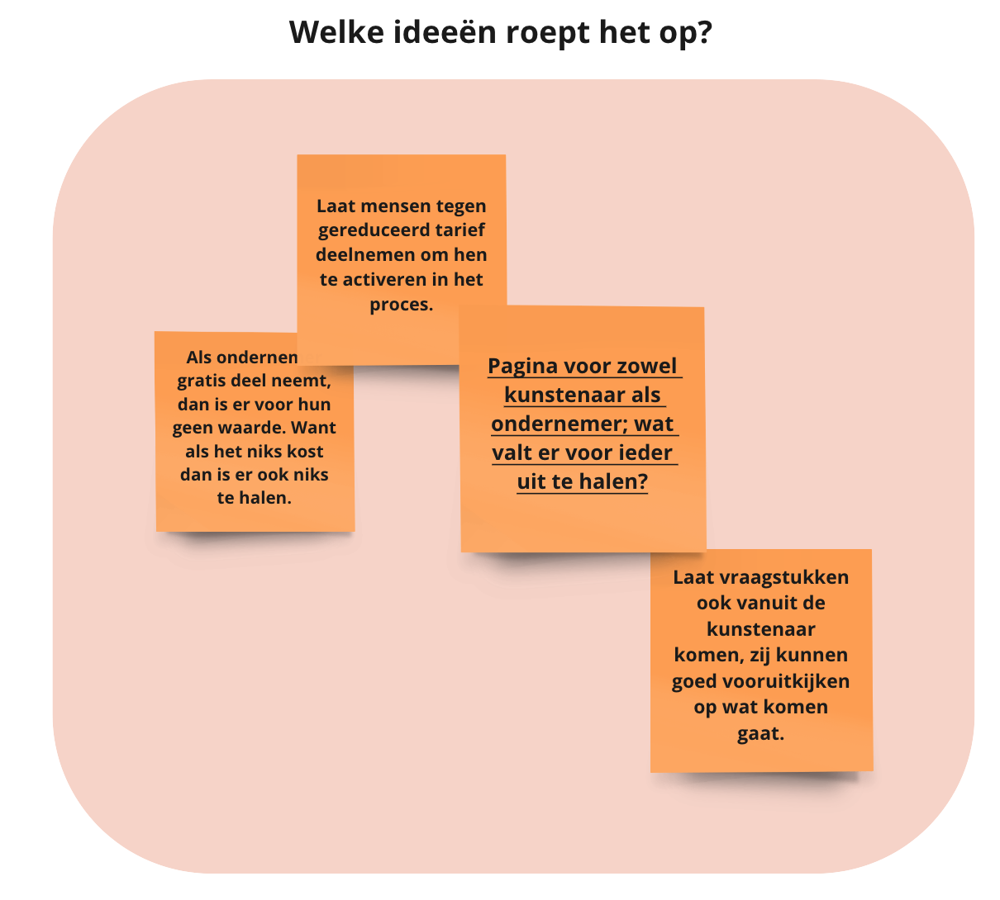 Welke ideeën roept het op?
Laat mensen tegen
gereduceerd tarief
deelnemen om hen
te activeren in het
proces.
Als
gratis deel neemt,
dan is er voor hun
geen waarde. Want
als het niks kost
dan is er ook niks
te halen.
Pagina voor zowel
kunstenaar als
ondernemer; wat
valt er voor ieder
uit te halen?
Laat vraagstukken
ook vanuit de
kunstenaar
komen, zij kunnen
goed vooruitkijken
op wat komen
gaat.